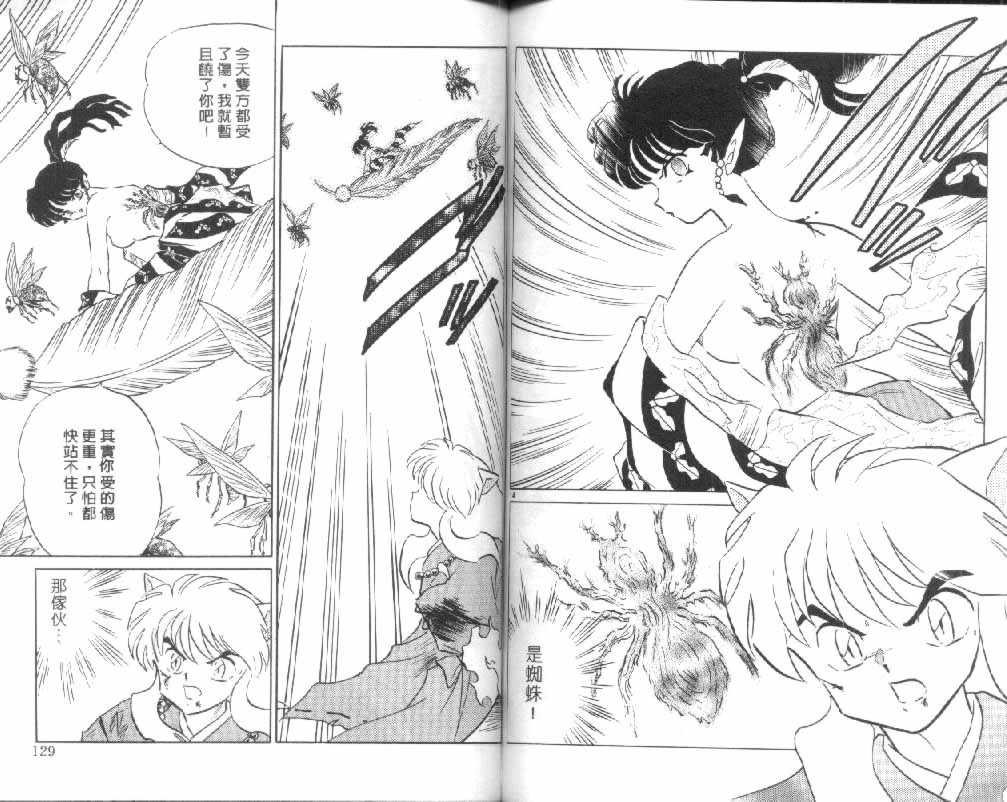 是蜘蛛！
今天雙方都受
了傷，我就暫
且饒了你吧！
其實你受的傷
更重，只怕都
快站不住了。
那傢伙…
129